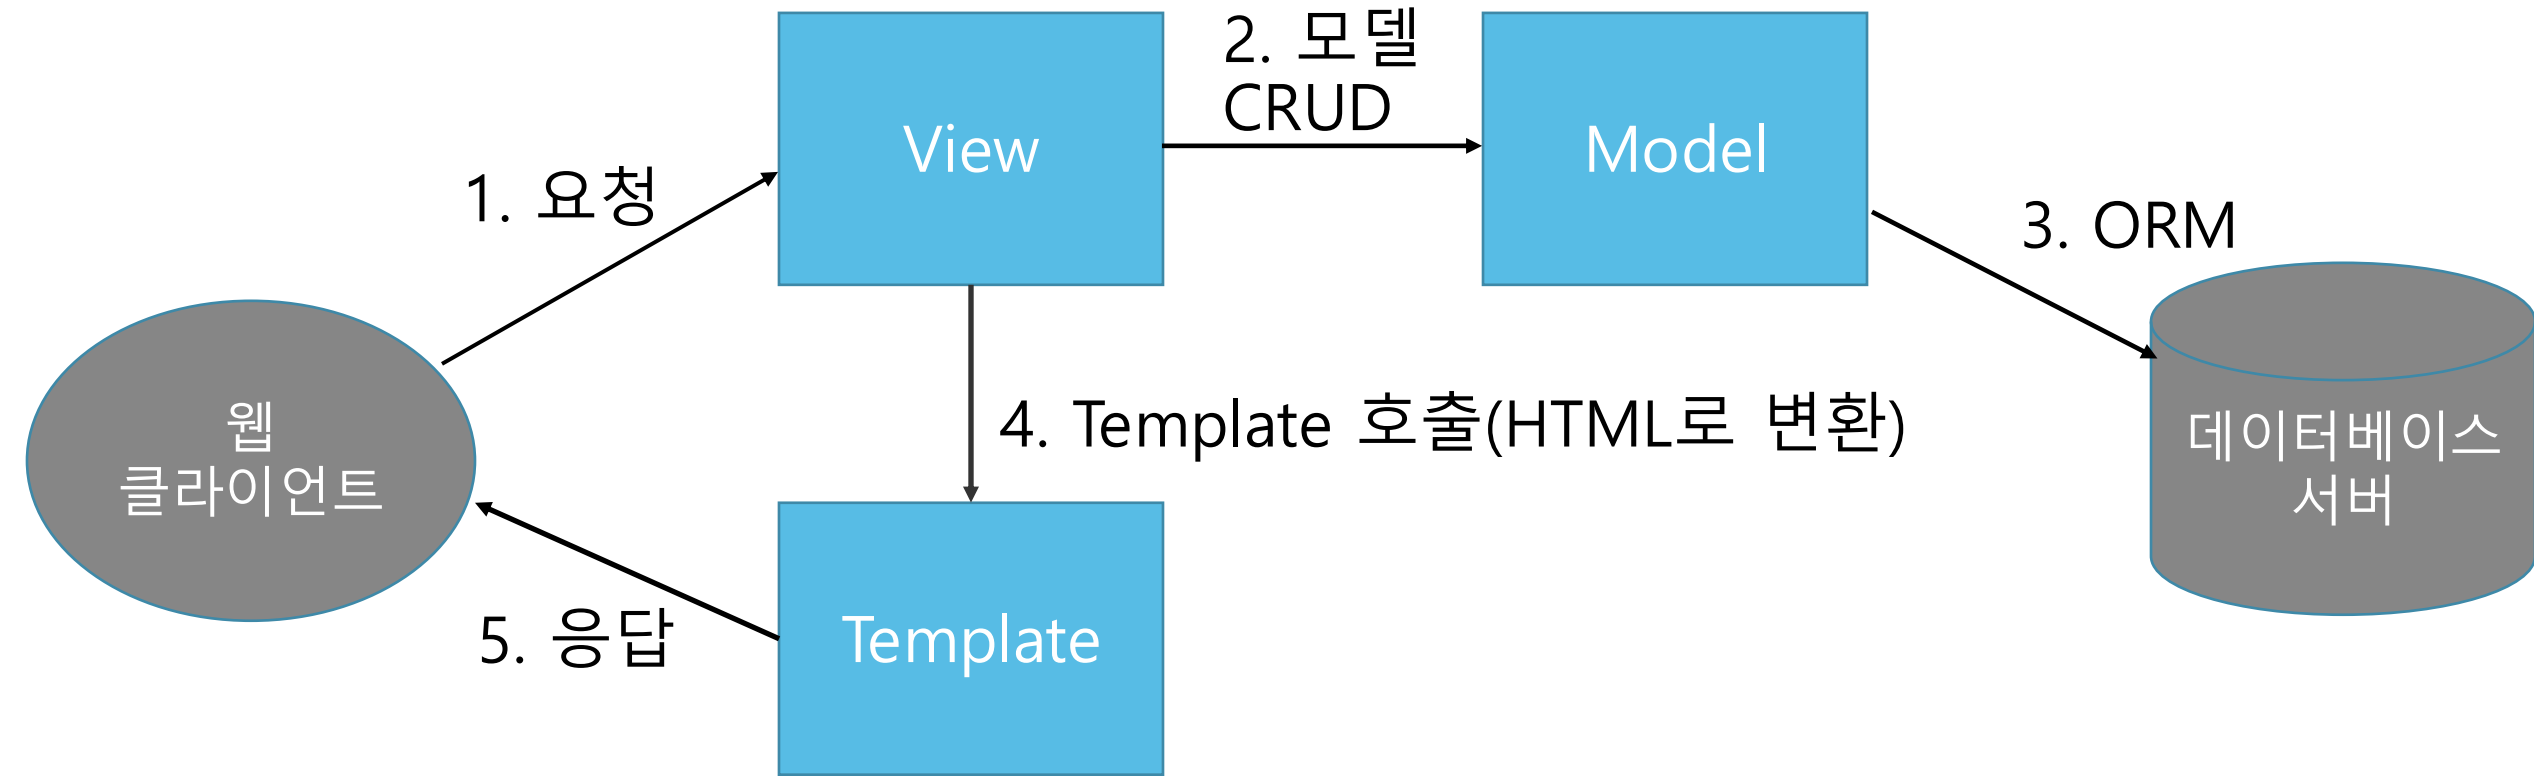 1. 요청
View
2. 모델
CRUD
Model
3. ORM
웹
클라이언트
4. Template 호출(HTML로 변환)
데이터베이스
서버
5. 응답
Template